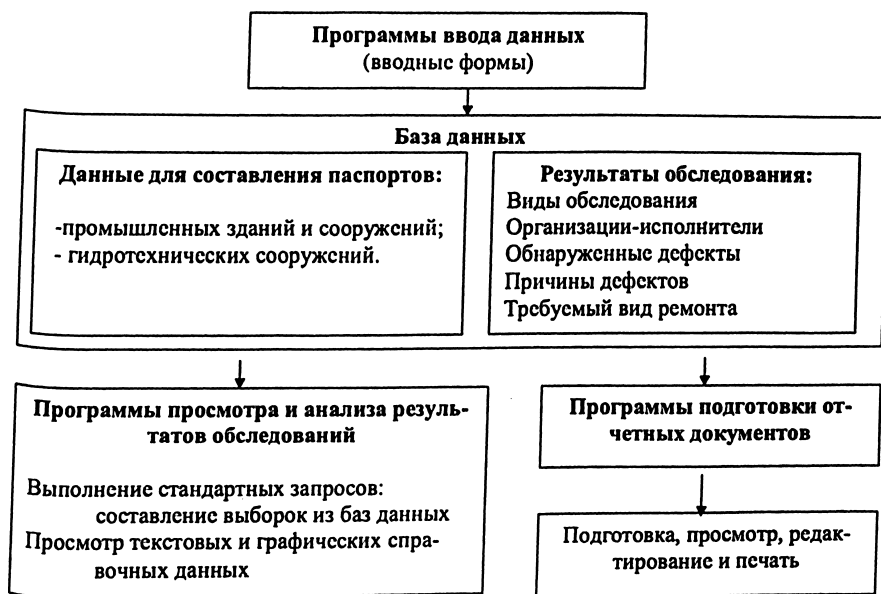 Программы ввода данных
(вводные формы)
База данных
Данные для составления паспортов:
-промышленных зданий и сооружений;
- гидротехнических сооружений.
Результаты обследования:
Виды обследования
Организации-исполнители
Обнаруженные дефекты
Причины дефектов
Требуемый вид ремонта
Программы просмотра и анализа резуль-
татов обследований
Выполнение стандартных запросов:
составление выборок из баз данных
Просмотр текстовых и графических спра-
вочных данных
Программы подготовки от-
четных документов
Подготовка, просмотр, редак-
тирование и печать